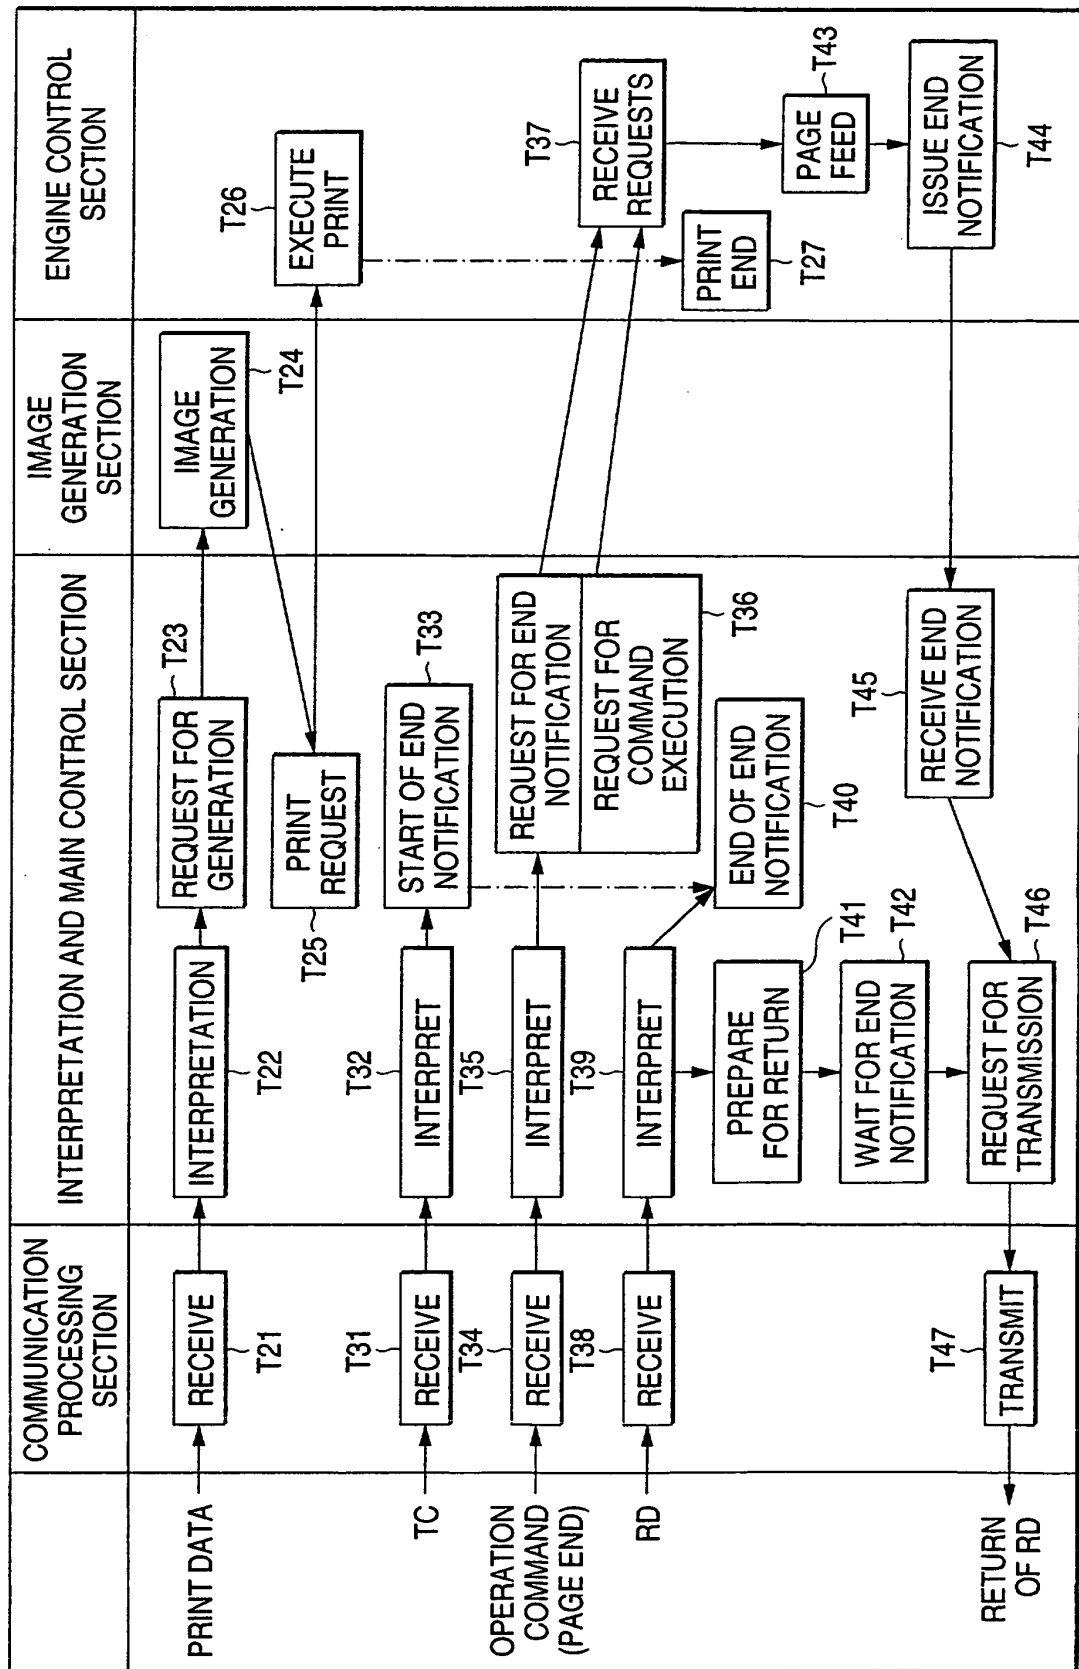 COMMUNICATION
PROCESSING
SECTION
INTERPRETATION AND MAIN CONTROL SECTION
IMAGE
GENERATION
SECTION
ENGINE CONTROL
SECTION
PRINT DATA
RECEIVE
T21
INTERPRETATION
T22
REQUEST FOR
GENERATION
T23
IMAGE
GENERATION
T24
PRINT
REQUEST
T25
EXECUTE
PRINT
T26
TC
RECEIVE
T31
INTERPRET
T32
START OF END
NOTIFICATION
T33
OPERATION
COMMAND
(PAGE END)
RECEIVE
T34
INTERPRET
T35
REQUEST FOR END
NOTIFICATION
REQUEST FOR
COMMAND
EXECUTION
T36
RECEIVE
REQUESTS
T37
RD
RECEIVE
T38
INTERPRET
T39
END OF END
NOTIFICATION
T40
PRINT
END
T27
PREPARE
FOR RETURN
T41
PAGE
FEED
T43
WAIT FOR END
NOTIFICATION
T42
RECEIVE END
NOTIFICATION
T45
ISSUE END
NOTIFICATION
T44
REQUEST FOR
TRANSMISSION
T46
TRANSMIT
T47
RETURN
OF RD